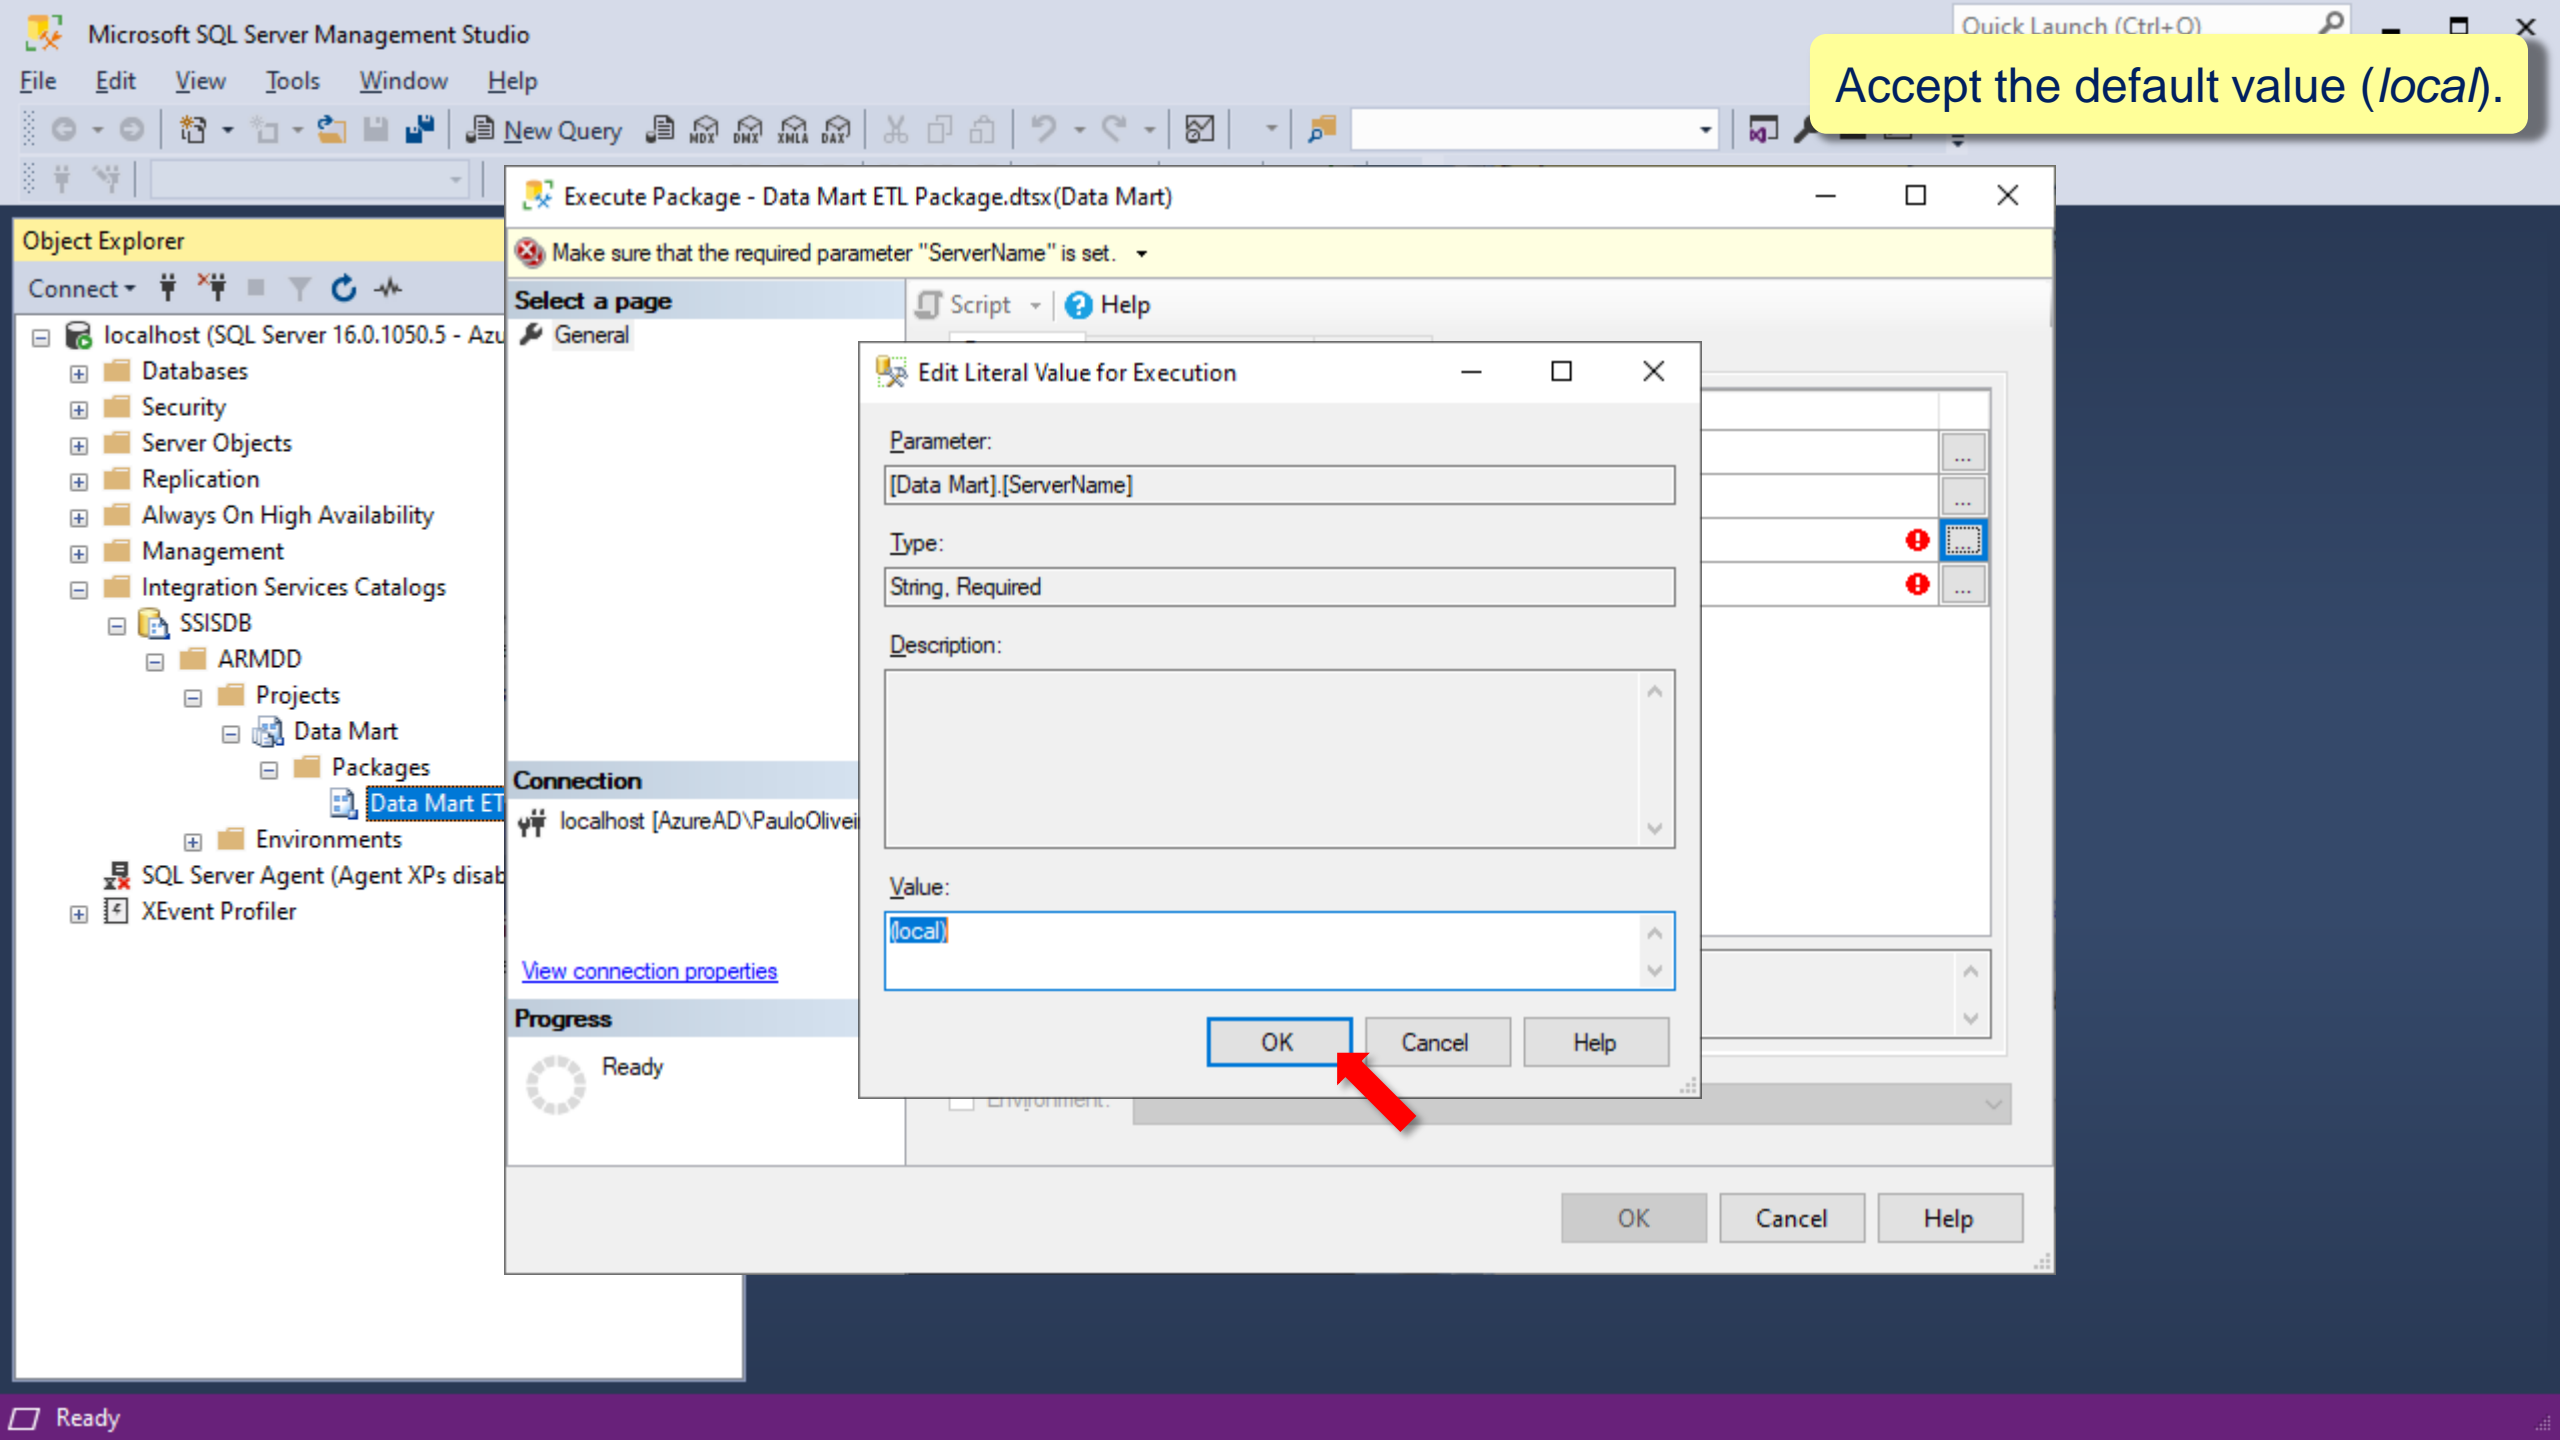 Microsoft SQL Server Management Studio
Quick Launch (Ctrl+Q)
Accept the default value (local).
File Edit View Tools Window Help
New Query MDX DMX XMLA DAX
Execute Package - Data Mart ETL Package.dtsx(Data Mart)
Make sure that the required parameter "ServerName" is set.
Object Explorer
Connect
localhost (SQL Server 16.0.1050.5 - Azu
Databases
Security
Server Objects
Replication
Always On High Availability
Management
Integration Services Catalogs
SSISDB
ARMDD
Projects
Data Mart
Packages
Data Mart ET
Environments
SQL Server Agent (Agent XPs disab
XEvent Profiler
Select a page
General
Script Help
Connection
localhost [AzureAD\PauloOlivei
View connection properties
Progress
Ready
Edit Literal Value for Execution
Parameter:
[Data Mart].[ServerName]
Type:
String, Required
Description:
Value:
(local)
OK Cancel Help
...
...
...
...
Environment:
OK Cancel Help
Ready